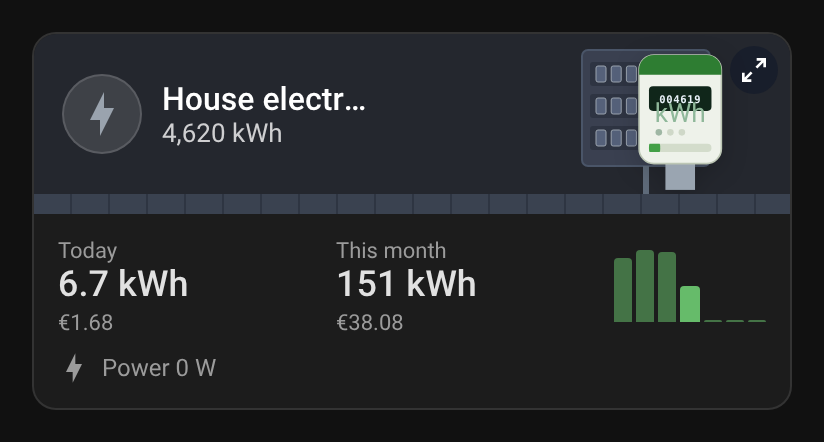 House electr...
4,620 kWh
004619
kWh
Today
6.7 kWh
€1.68
This month
151 kWh
€38.08
Power 0 W